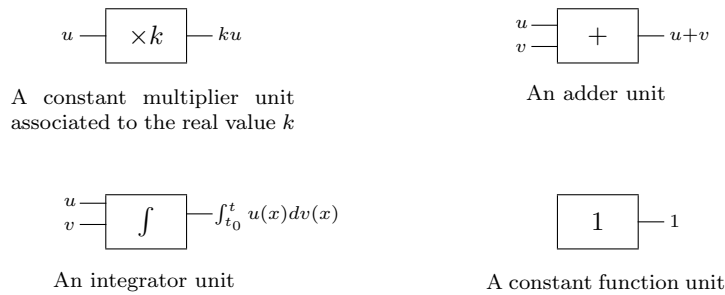 u
×k
ku
A constant multiplier unit
associated to the real value k
u
v
+
u+v
An adder unit
u
v
∫
∫_{t_0}^{t} u(x)dv(x)
An integrator unit
1
1
A constant function unit